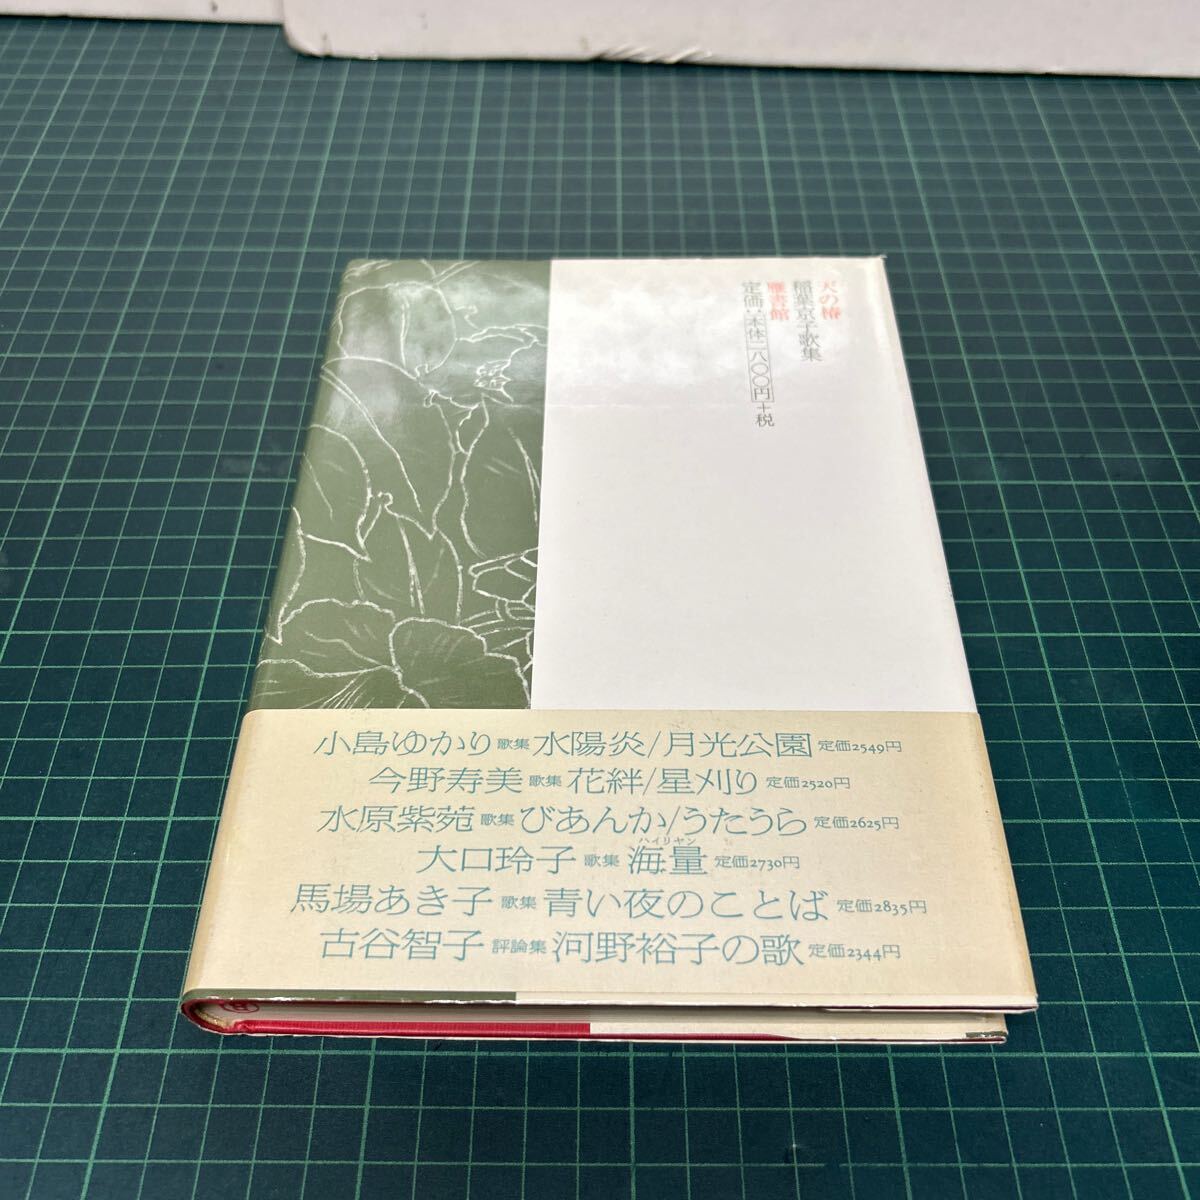 天の椿
稲葉京子歌集
雁書館
定価:本体二八〇〇円+税
小島ゆかり 歌集 水陽炎/月光公園 定価2549円
今野寿美 歌集 花絆/星刈り 定価2520円
水原紫苑 歌集 びあんか/うたうら 定価2625円
大口玲子 歌集 海量 定価2730円
ハイリヤン
馬場あき子 歌集 青い夜のことば 定価2835円
古谷智子 評論集 河野裕子の歌 定価2344円